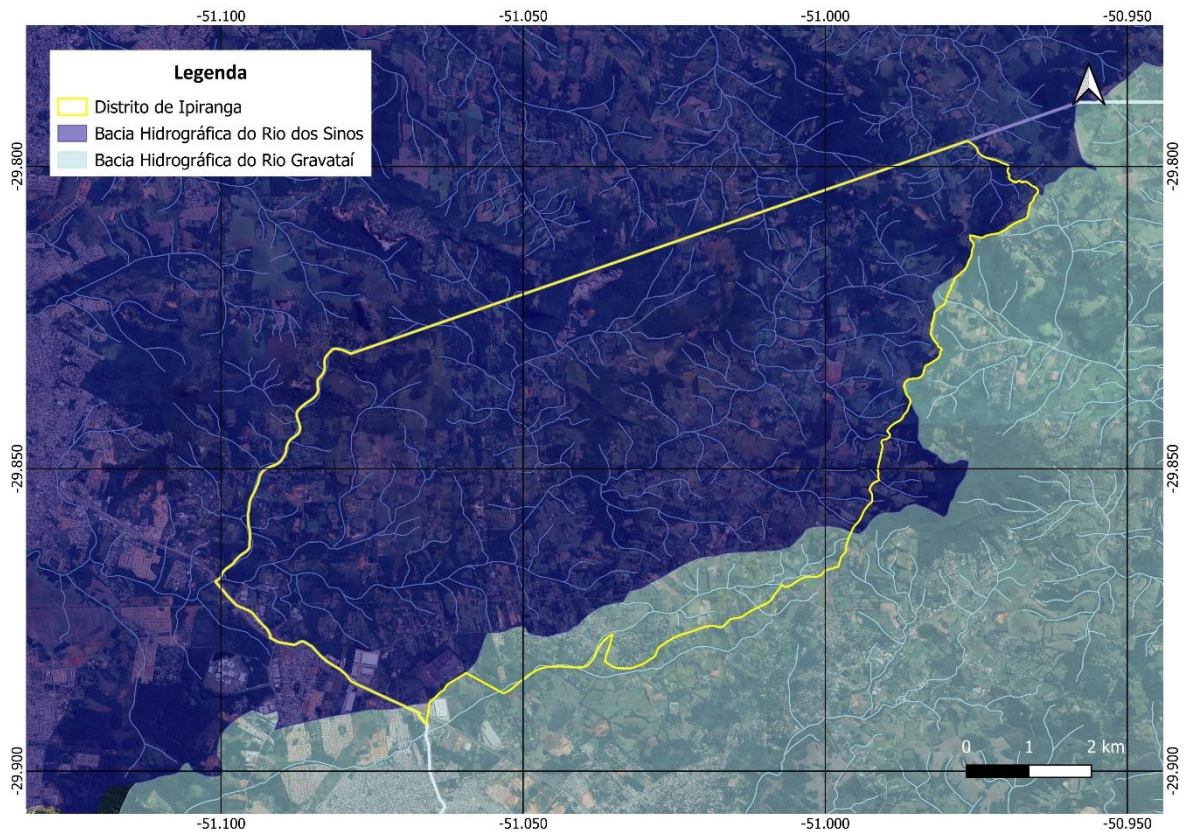 -51.100 -51.050 -51.000 -50.950
Legenda
Distrito de Ipiranga
Bacia Hidrográfica do Rio dos Sinos
Bacia Hidrográfica do Rio Gravataí
-29.800 -29.800
-29.850 -29.850
0 1 2 km
-29.900 -29.900
-51.100 -51.050 -51.000 -50.950